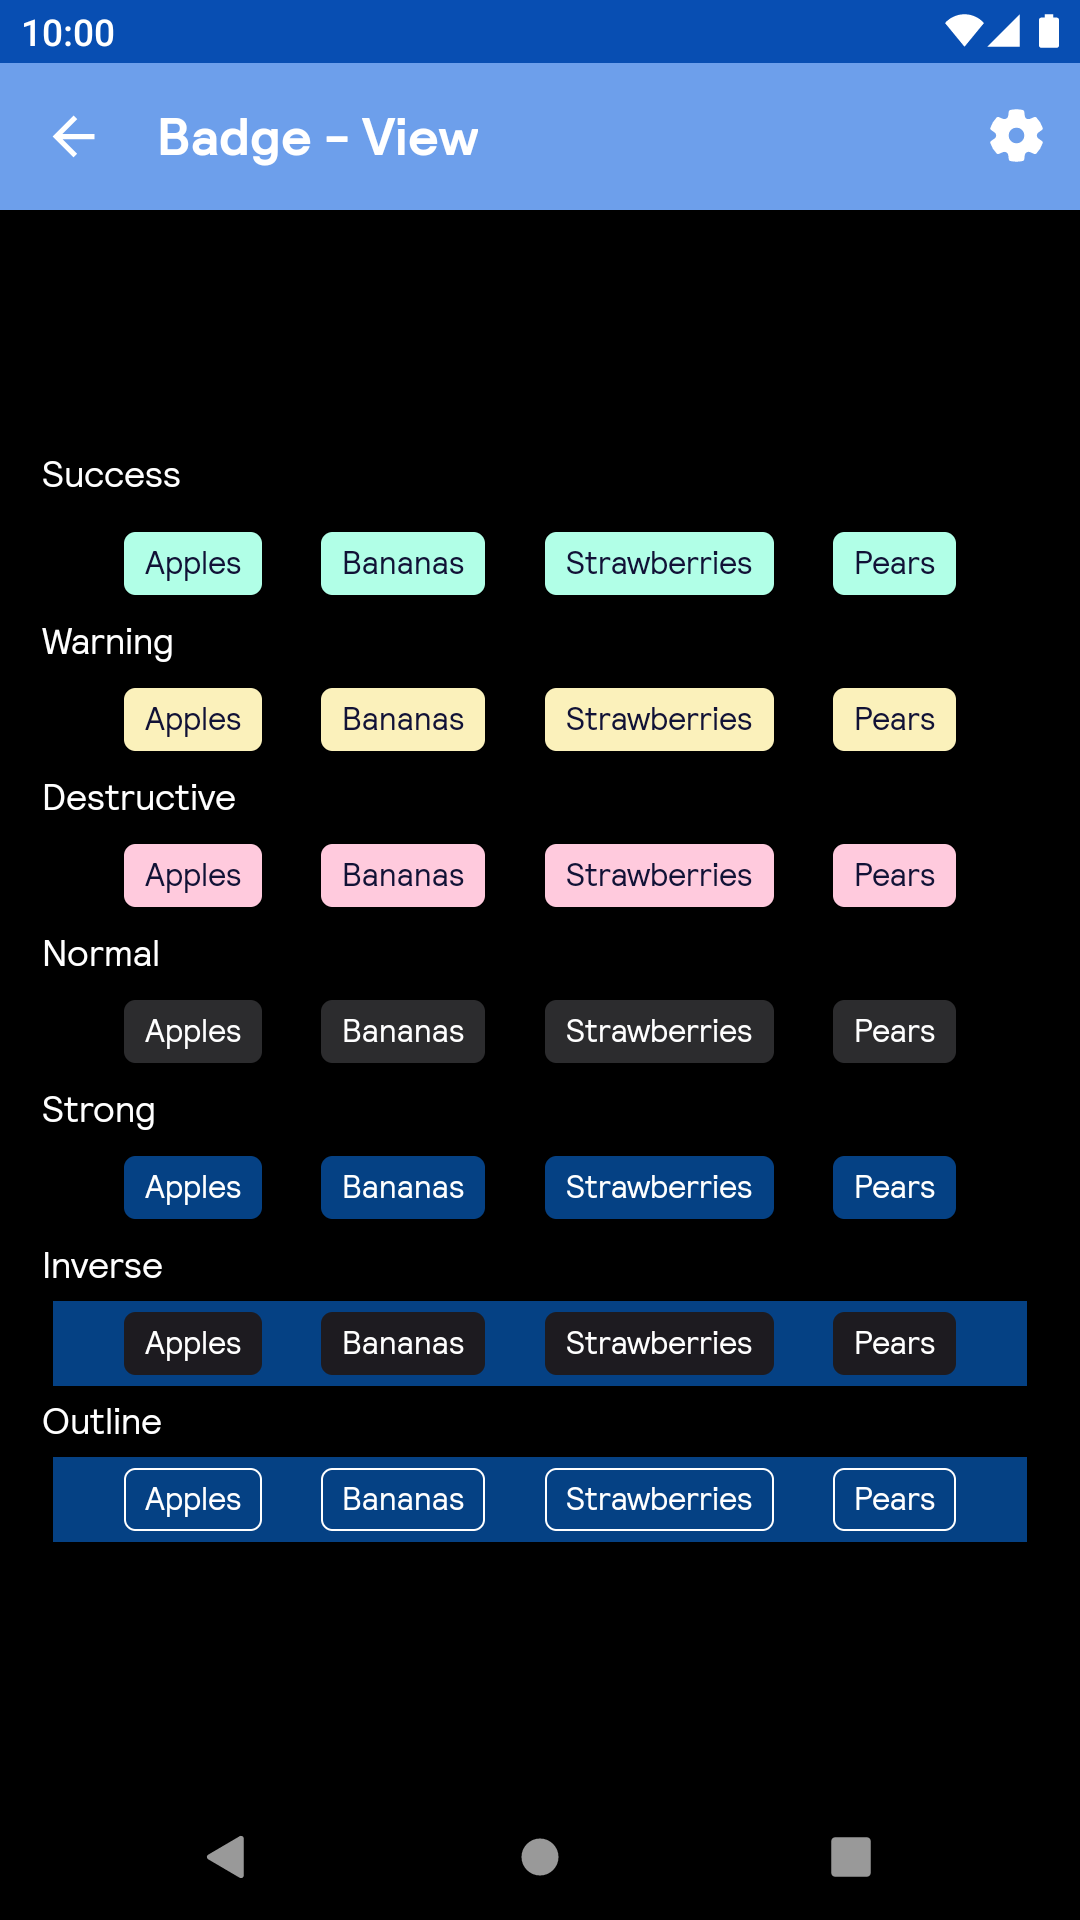 10:00
Badge - View
Success
Apples Bananas Strawberries Pears
Warning
Apples Bananas Strawberries Pears
Destructive
Apples Bananas Strawberries Pears
Normal
Apples Bananas Strawberries Pears
Strong
Apples Bananas Strawberries Pears
Inverse
Apples Bananas Strawberries Pears
Outline
Apples Bananas Strawberries Pears